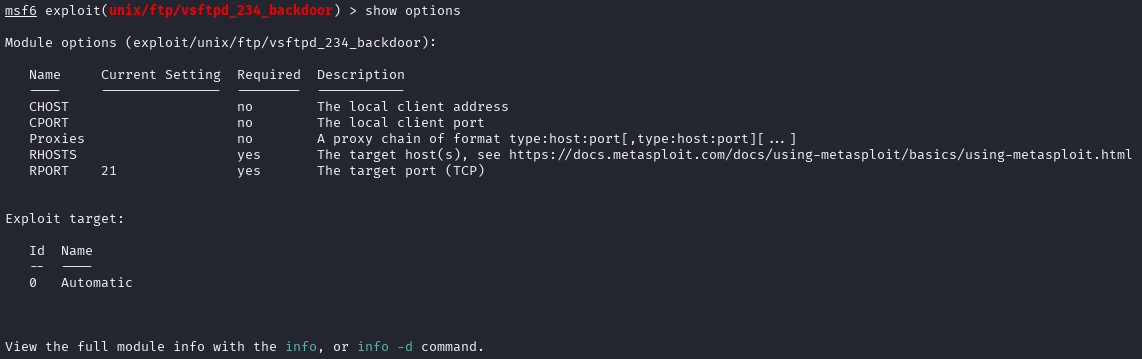 msf6 exploit(unix/ftp/vsftpd_234_backdoor) > show options
Module options (exploit/unix/ftp/vsftpd_234_backdoor):
Name     Current Setting  Required  Description
----     ---------------  --------  -----------
CHOST                     no        The local client address
CPORT                     no        The local client port
Proxies                   no        A proxy chain of format type:host:port[,type:host:port][...]
RHOSTS                    yes       The target host(s), see https://docs.metasploit.com/docs/using-metasploit/basics/using-metasploit.html
RPORT    21               yes       The target port (TCP)
Exploit target:
Id  Name
--  ----
0   Automatic
View the full module info with the info, or info -d command.